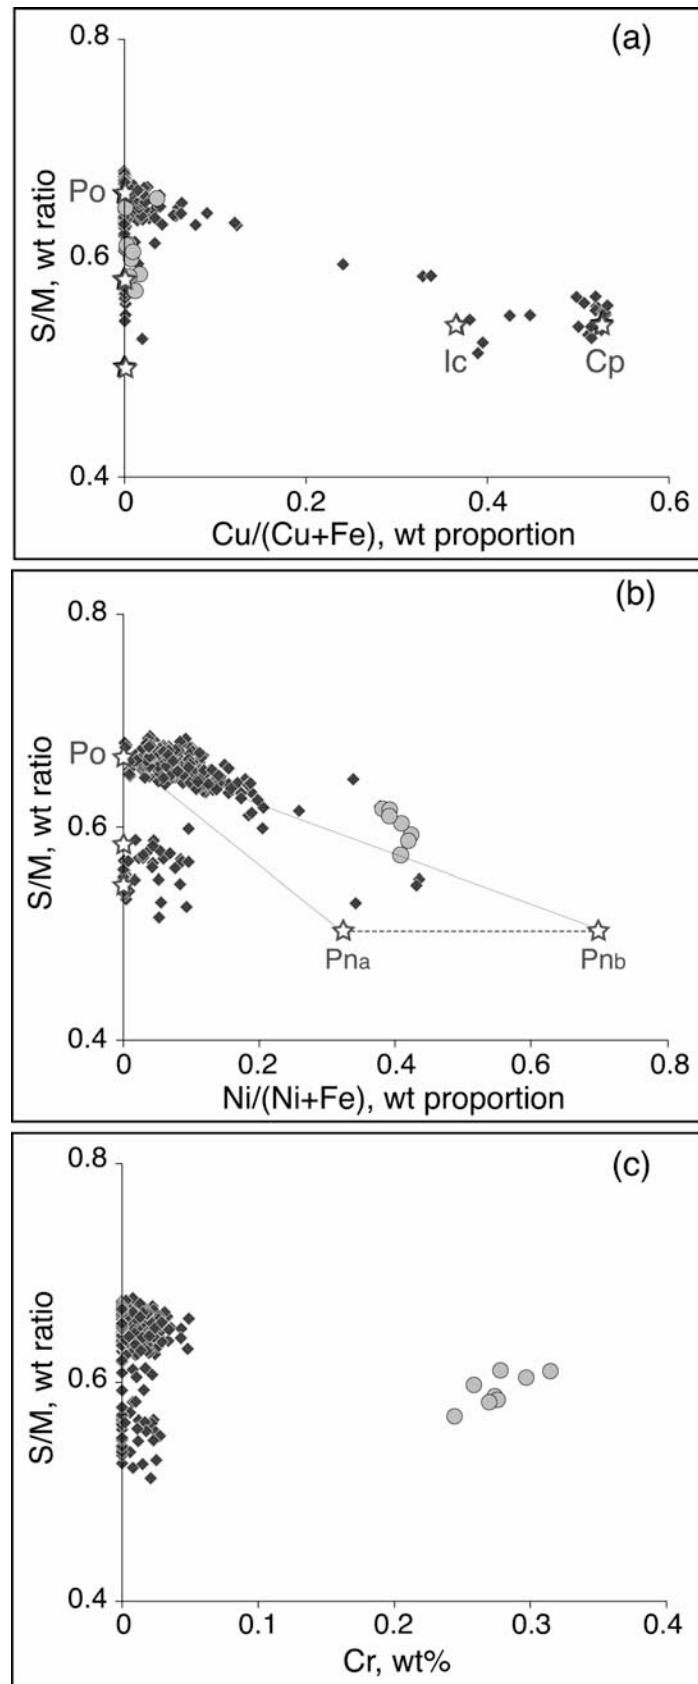 (a)
0.8
Po
0.6
S/M, wt ratio
Ic
Cp
0.4
0
0.2
0.4
0.6
Cu/(Cu+Fe), wt proportion
(b)
0.8
Po
0.6
S/M, wt ratio
Pna
Pnb
0.4
0
0.2
0.4
0.6
0.8
Ni/(Ni+Fe), wt proportion
(c)
0.8
0.6
S/M, wt ratio
0.4
0
0.1
0.2
0.3
0.4
Cr, wt%